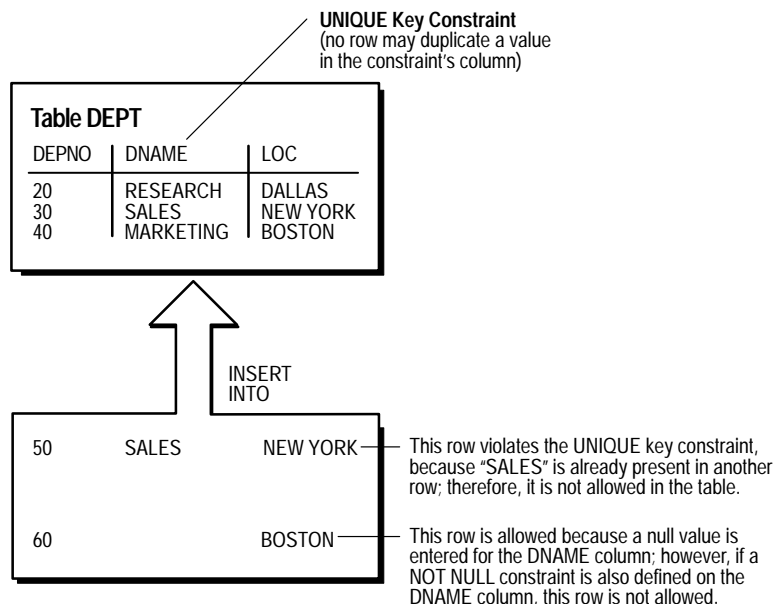 UNIQUE Key Constraint
(no row may duplicate a value
in the constraint's column)
Table DEPT
DEPNO DNAME LOC
20 RESEARCH DALLAS
30 SALES NEW YORK
40 MARKETING BOSTON
INSERT
INTO
50 SALES NEW YORK
This row violates the UNIQUE key constraint,
because “SALES” is already present in another
row; therefore, it is not allowed in the table.
60 BOSTON
This row is allowed because a null value is
entered for the DNAME column; however, if a
NOT NULL constraint is also defined on the
DNAME column, this row is not allowed.